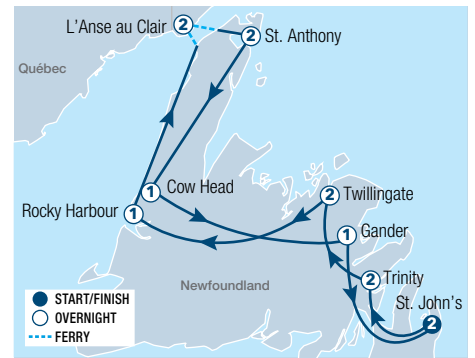 L'Anse au Clair
2
2
St. Anthony
Québec
1
Cow Head
2
Twillingate
Rocky Harbour
1
1
Gander
Newfoundland
2
Trinity
St. John's
2
START/FINISH
OVERNIGHT
FERRY